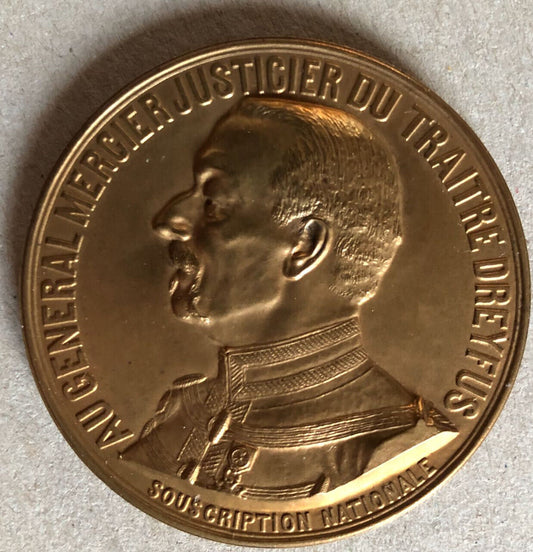 AU GENERAL MERCIER JUSTICIER DU TRAITRE DREYFUS
SOUSCRIPTION NATIONALE